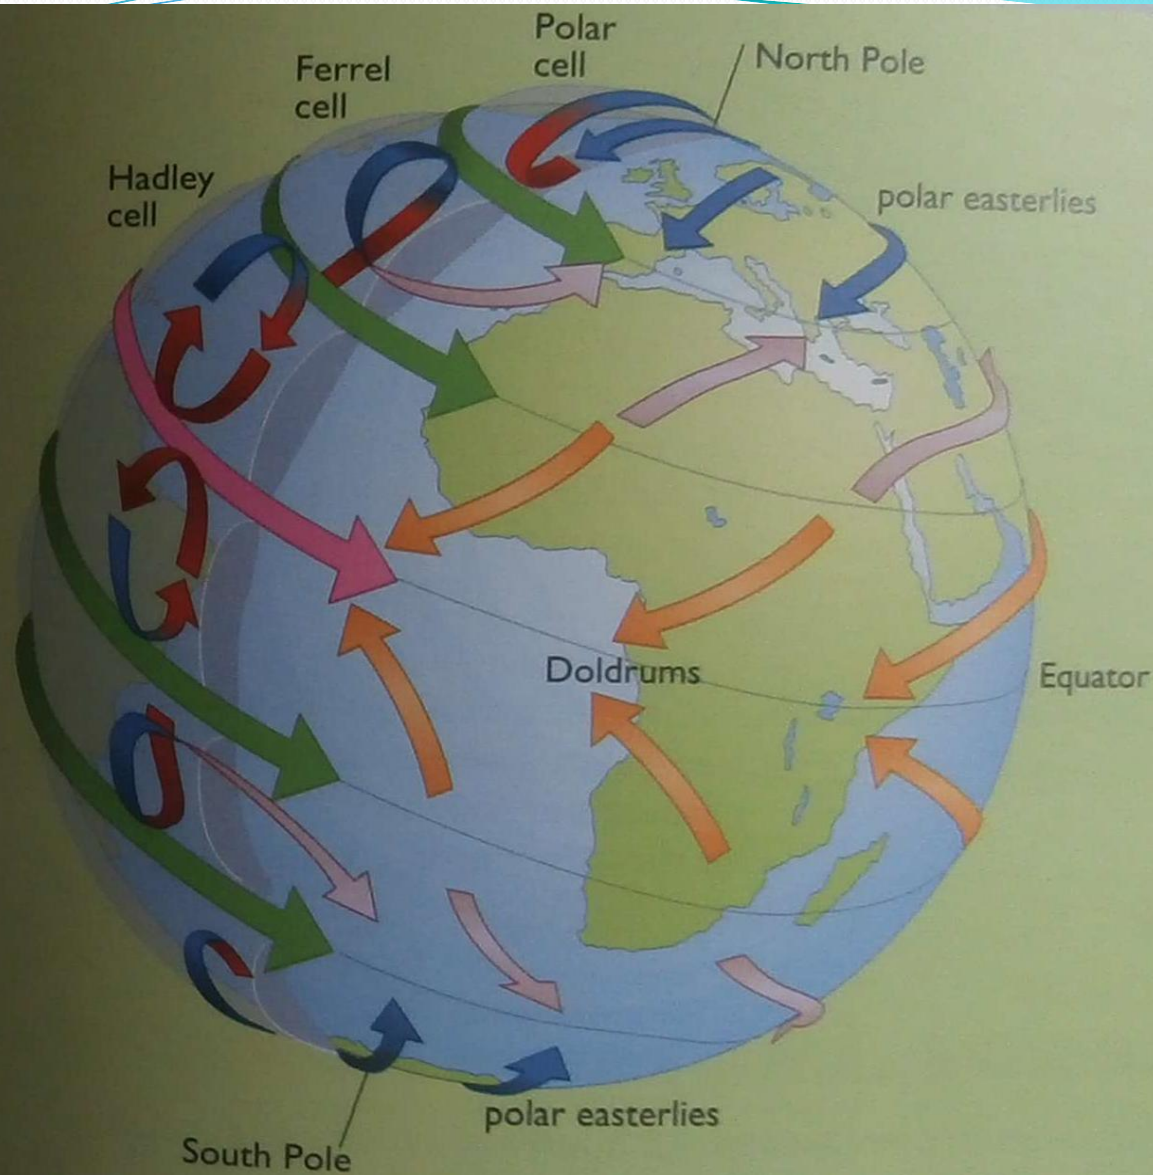 Polar
cell
North Pole
Ferrel
cell
Hadley
cell
polar easterlies
Doldrums
Equator
polar easterlies
South Pole